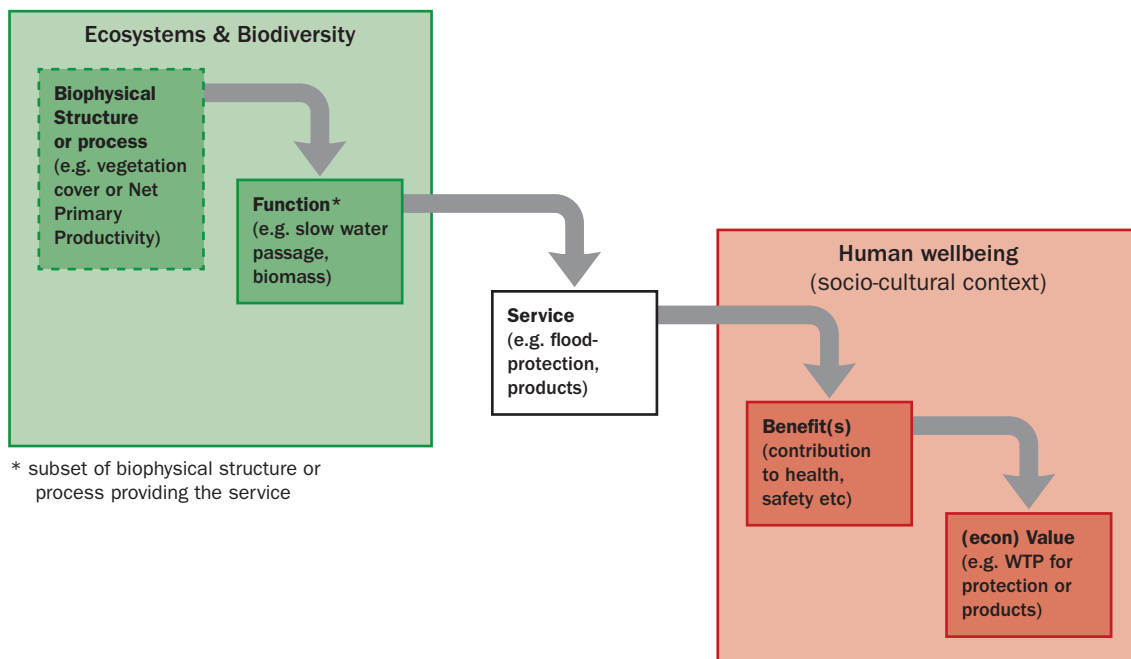 Ecosystems & Biodiversity
Biophysical
Structure
or process
(e.g. vegetation
cover or Net
Primary
Productivity)
Function*
(e.g. slow water
passage,
biomass)
Service
(e.g. flood-
protection,
products)
Human wellbeing
(socio-cultural context)
Benefit(s)
(contribution
to health,
safety etc)
(econ) Value
(e.g. WTP for
protection or
products)
* subset of biophysical structure or
process providing the service